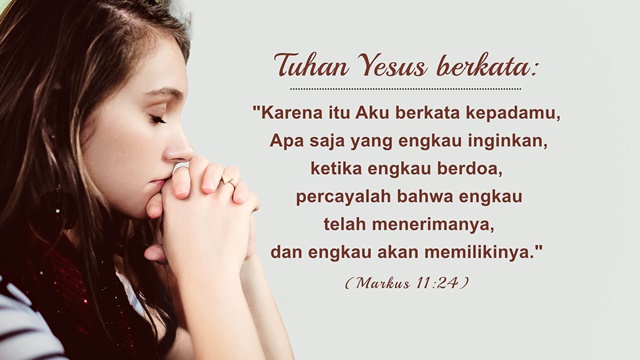 Tuhan Yesus berkata:
"Karena itu Aku berkata kepadamu,
Apa saja yang engkau inginkan,
ketika engkau berdoa,
percayalah bahwa engkau
telah menerimanya,
dan engkau akan memilikinya."
(Markus 11:24)